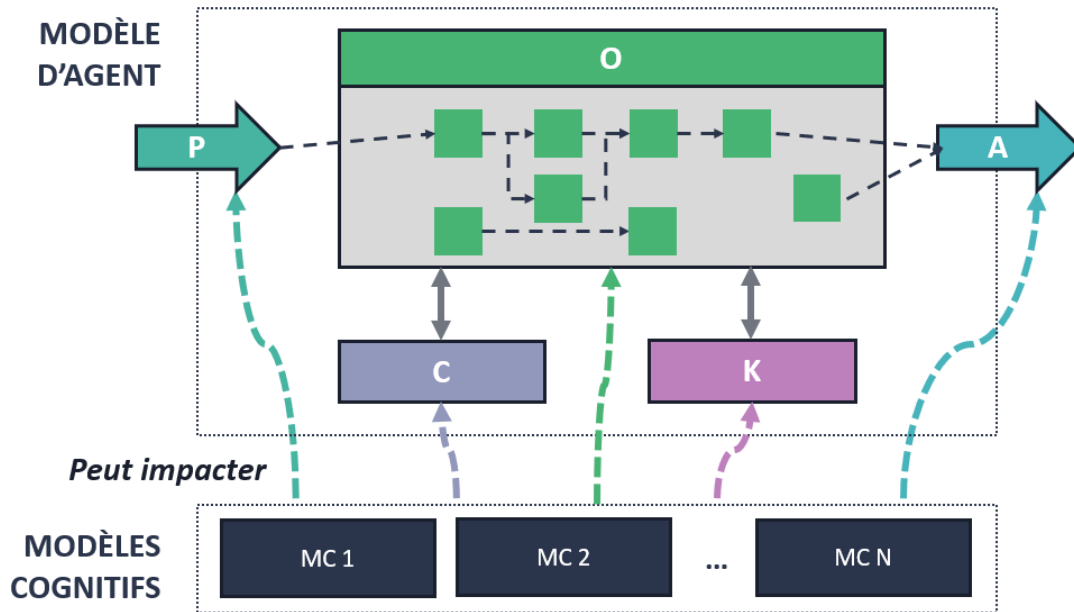 MODÈLE
D'AGENT
O
P
A
C
K
Peut impacter
MODÈLES
COGNITIFS
MC 1
MC 2
...
MC N